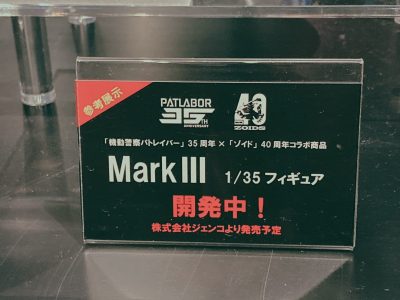 参考展示
PATLABOR
35TH
ANNIVERSARY
40
ZOIDS
「機動警察パトレイバー」35周年×「ゾイド」40周年コラボ商品
Mark III 1/35 フィギュア
開発中！
株式会社ジェンコより発売予定